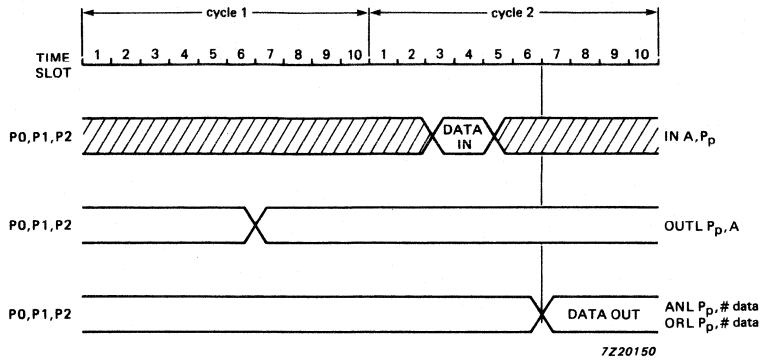 cycle 1 cycle 2
TIME SLOT 1 2 3 4 5 6 7 8 9 10 1 2 3 4 5 6 7 8 9 10
P0,P1,P2 DATA IN IN A,Pp
P0,P1,P2 OUTL Pp,A
P0,P1,P2 DATA OUT ANL Pp,# data
ORL Pp,# data
7Z20150